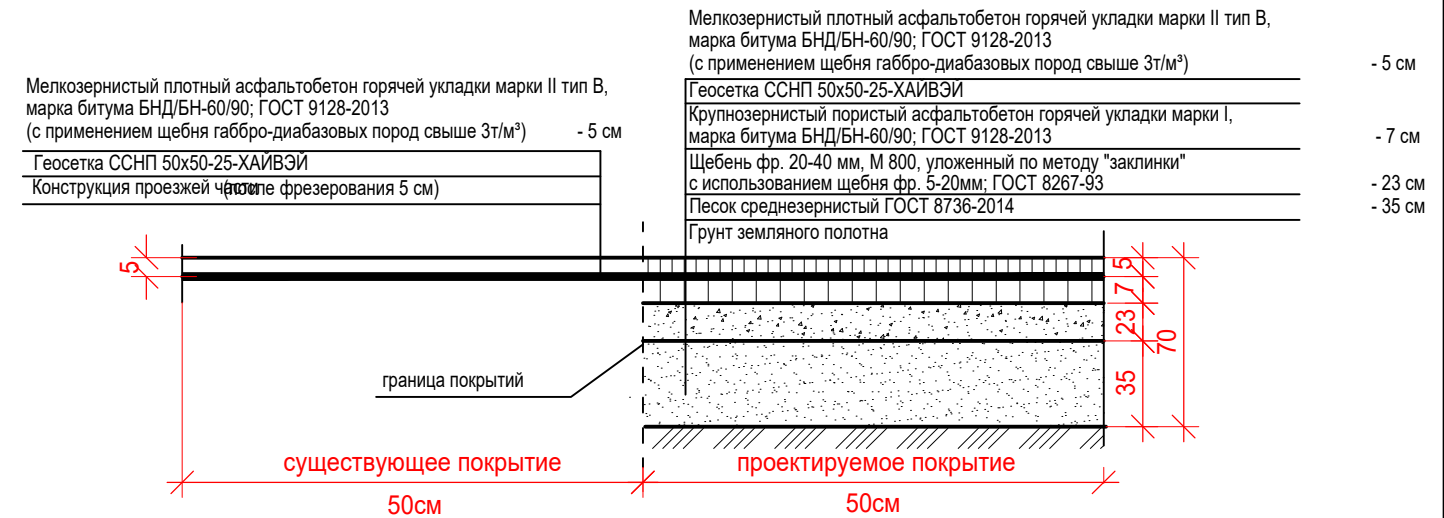 Мелкозернистый плотный асфальтобетон горячей укладки марки II тип В,
марка битума БНД/БН-60/90; ГОСТ 9128-2013
(с применением щебня габбро-диабазовых пород свыше 3т/м³) - 5 см
Геосетка ССНП 50х50-25-ХАЙВЭЙ
Конструкция проезжей части (после фрезерования 5 см)
Мелкозернистый плотный асфальтобетон горячей укладки марки II тип В,
марка битума БНД/БН-60/90; ГОСТ 9128-2013
(с применением щебня габбро-диабазовых пород свыше 3т/м³) - 5 см
Геосетка ССНП 50х50-25-ХАЙВЭЙ
Крупнозернистый пористый асфальтобетон горячей укладки марки I,
марка битума БНД/БН-60/90; ГОСТ 9128-2013 - 7 см
Щебень фр. 20-40 мм, М 800, уложенный по методу "заклинки"
с использованием щебня фр. 5-20мм; ГОСТ 8267-93 - 23 см
Песок среднезернистый ГОСТ 8736-2014 - 35 см
Грунт земляного полотна
5
5
7
23
35
70
граница покрытий
существующее покрытие
50см
проектируемое покрытие
50см